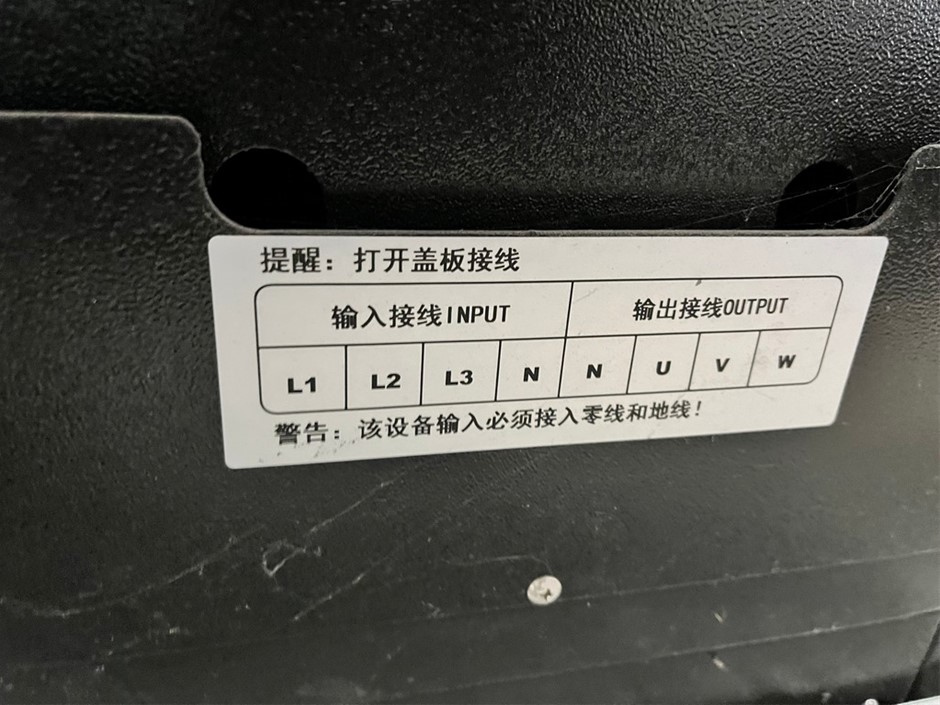 提醒：打开盖板接线
输入接线INPUT 输出接线OUTPUT
L1 L2 L3 N N U V W
警告：该设备输入必须接入零线和地线！